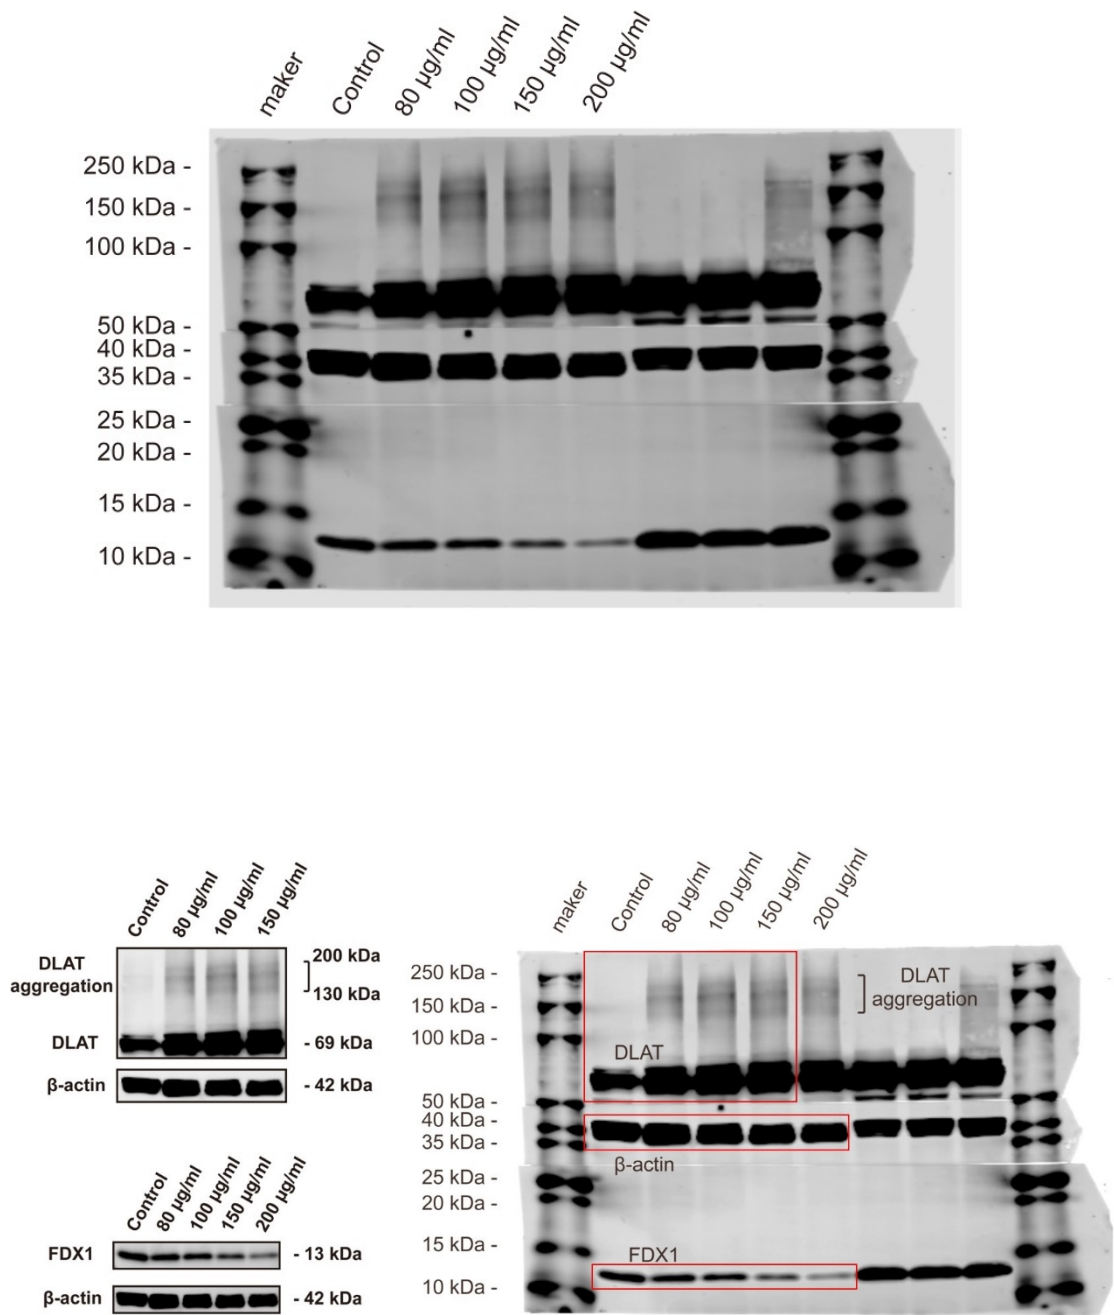 maker
Control
80 µg/ml
100 µg/ml
150 µg/ml
200 µg/ml
250 kDa -
150 kDa -
100 kDa -
50 kDa -
40 kDa -
35 kDa -
25 kDa -
20 kDa -
15 kDa -
10 kDa -
Control
80 µg/ml
100 µg/ml
150 µg/ml
DLAT
aggregation
200 kDa
130 kDa
DLAT
- 69 kDa
β-actin
- 42 kDa
Control
80 µg/ml
100 µg/ml
150 µg/ml
200 µg/ml
FDX1
- 13 kDa
β-actin
- 42 kDa
maker
Control
80 µg/ml
100 µg/ml
150 µg/ml
200 µg/ml
250 kDa -
150 kDa -
100 kDa -
50 kDa -
40 kDa -
35 kDa -
25 kDa -
20 kDa -
15 kDa -
10 kDa -
DLAT
aggregation
DLAT
β-actin
FDX1